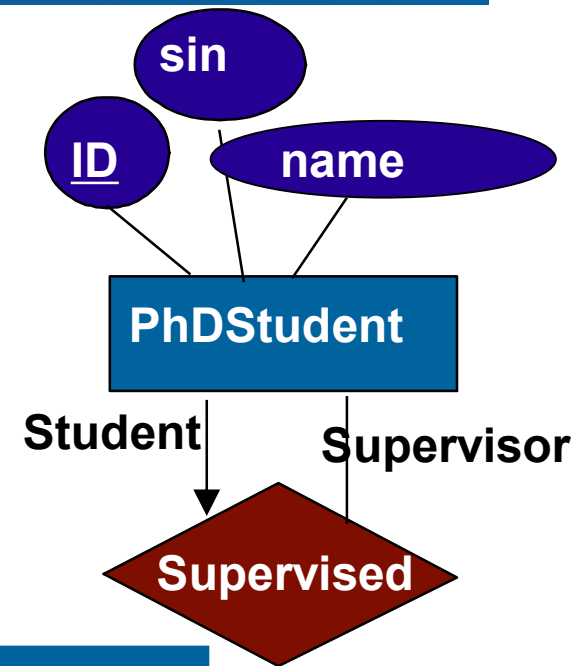 sin
ID
name
PhDStudent
Student
Supervisor
Supervised